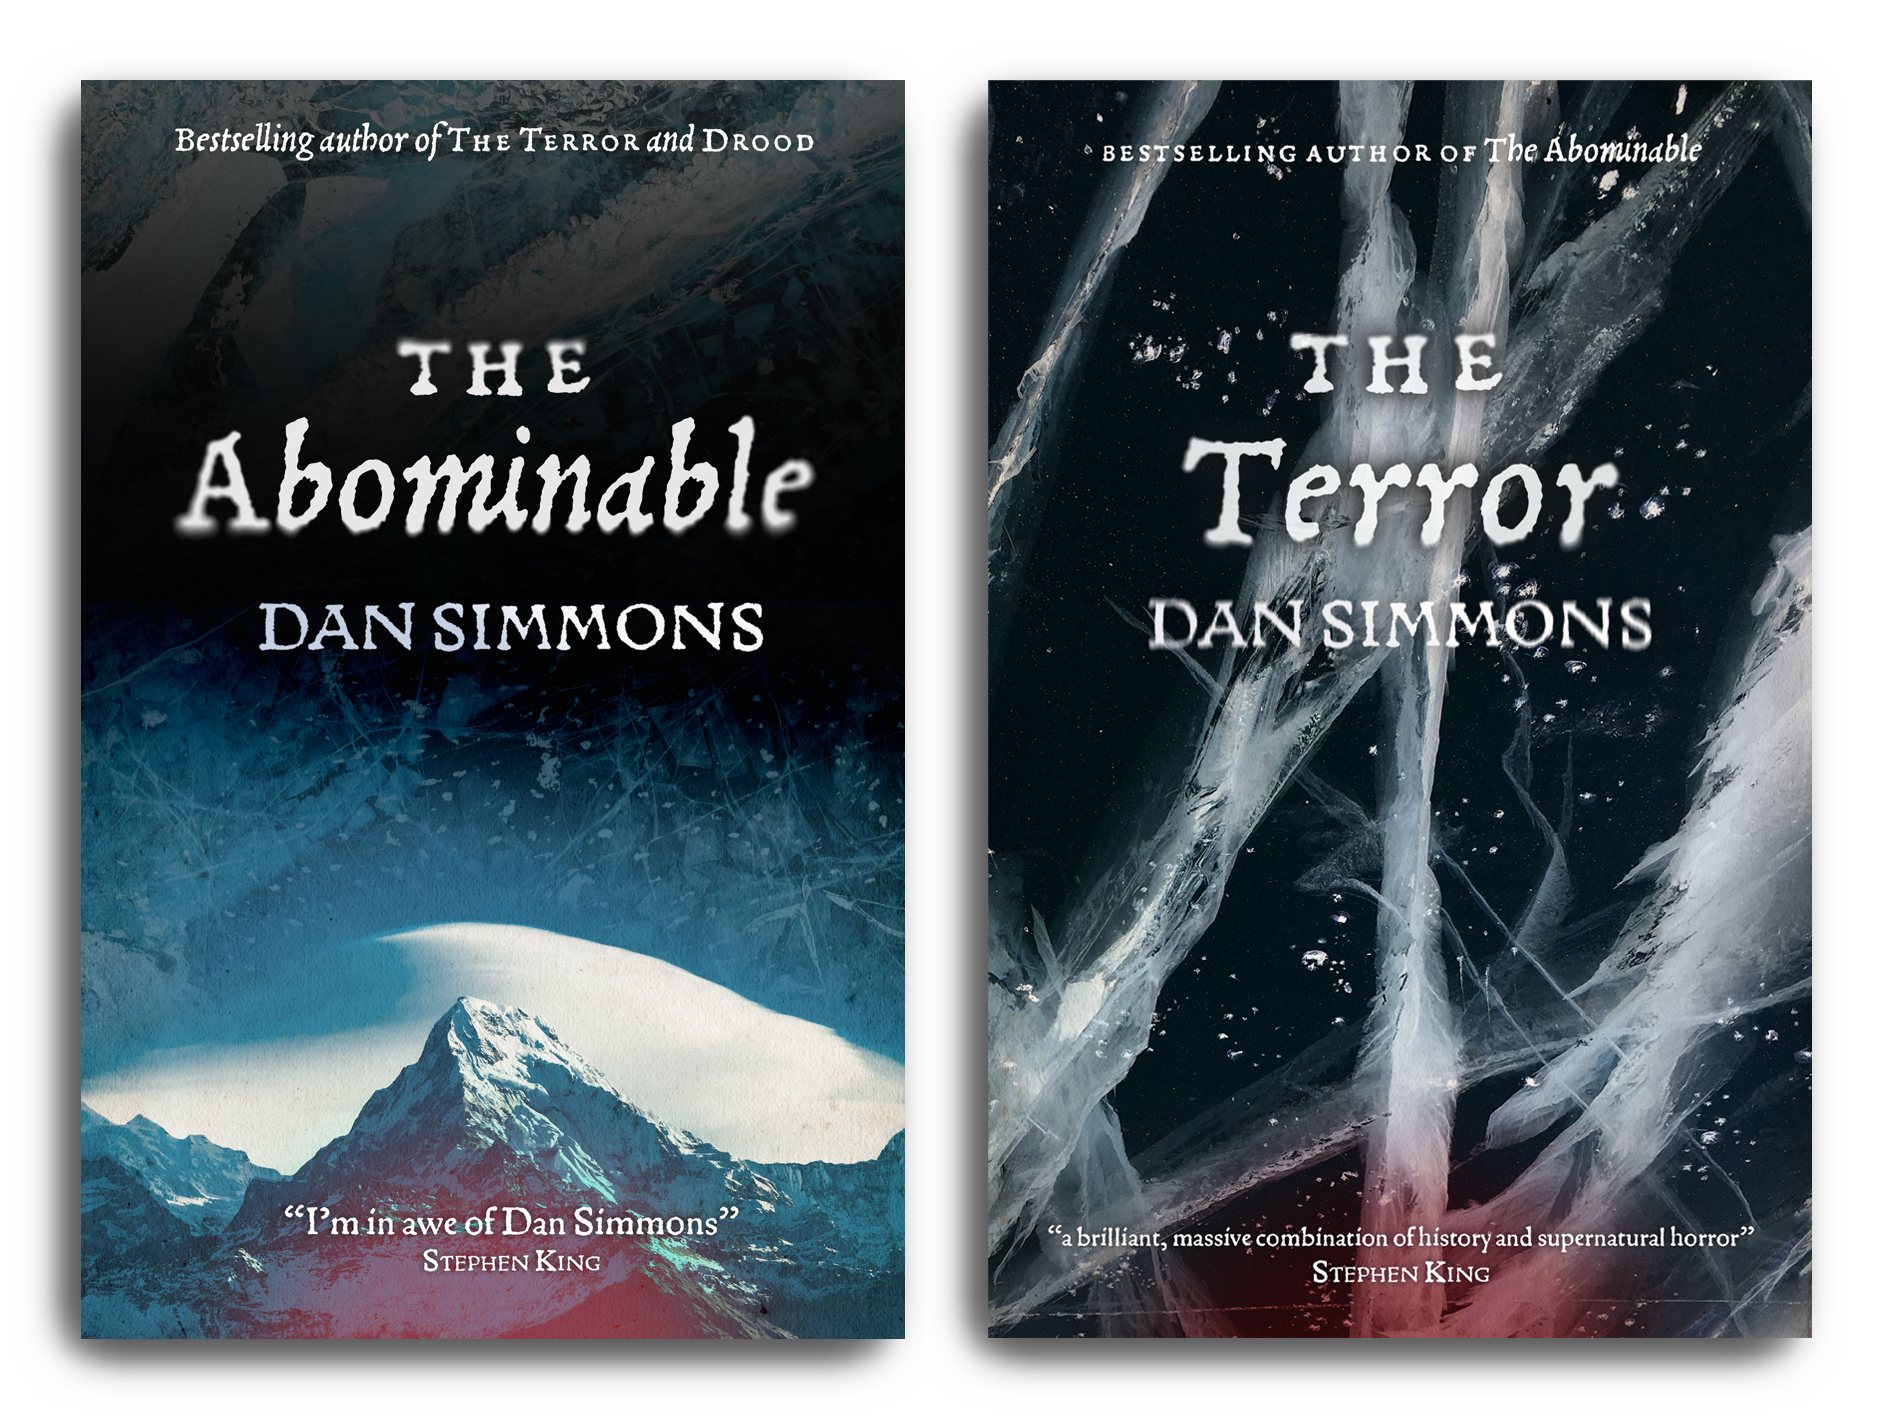 Bestselling author of THE TERROR and DROOD
THE
Abominable
DAN SIMMONS
“I’m in awe of Dan Simmons”
STEPHEN KING
BESTSELLING AUTHOR OF The Abominable
THE
Terror
DAN SIMMONS
“a brilliant, massive combination of history and supernatural horror”
STEPHEN KING